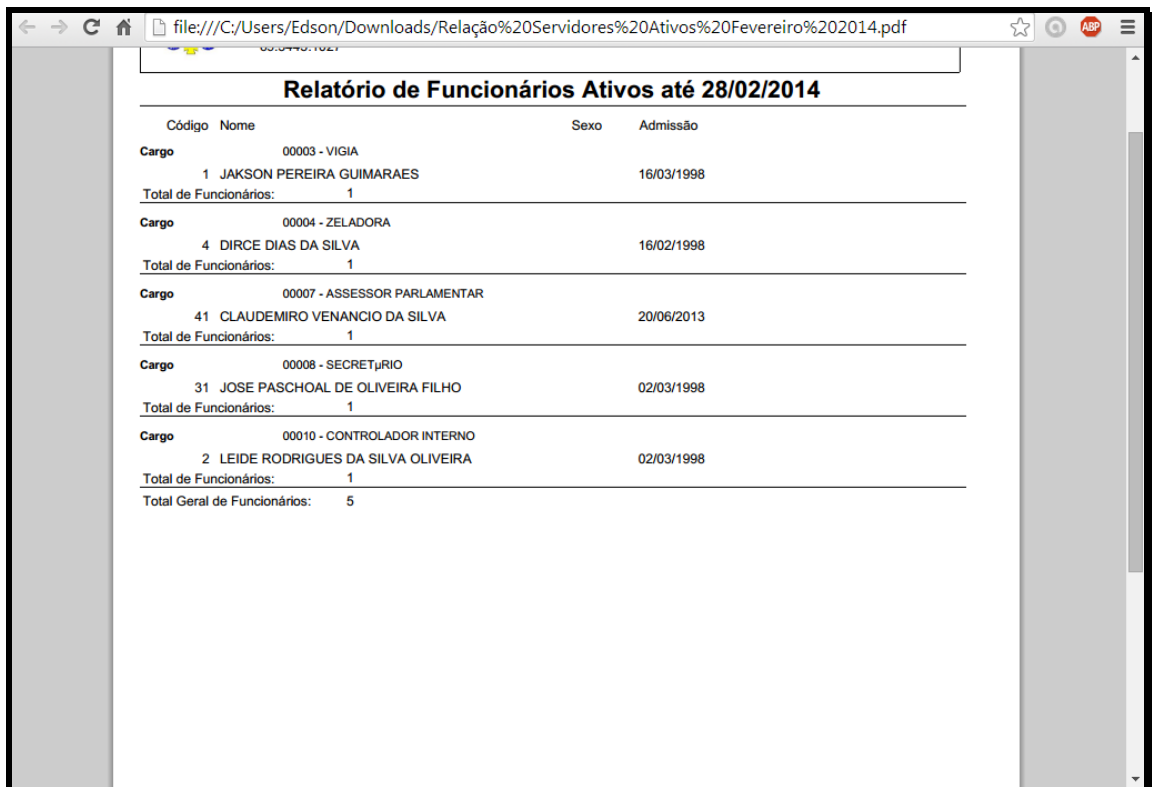 file:///C:/Users/Edson/Downloads/Relação%20Servidores%20Ativos%20Fevereiro%202014.pdf
ABP
Relatório de Funcionários Ativos até 28/02/2014
Código Nome Sexo Admissão
Cargo 00003 - VIGIA
1 JAKSON PEREIRA GUIMARAES 16/03/1998
Total de Funcionários: 1
Cargo 00004 - ZELADORA
4 DIRCE DIAS DA SILVA 16/02/1998
Total de Funcionários: 1
Cargo 00007 - ASSESSOR PARLAMENTAR
41 CLAUDEMIRO VENANCIO DA SILVA 20/06/2013
Total de Funcionários: 1
Cargo 00008 - SECRETµRIO
31 JOSE PASCHOAL DE OLIVEIRA FILHO 02/03/1998
Total de Funcionários: 1
Cargo 00010 - CONTROLADOR INTERNO
2 LEIDE RODRIGUES DA SILVA OLIVEIRA 02/03/1998
Total de Funcionários: 1
Total Geral de Funcionários: 5